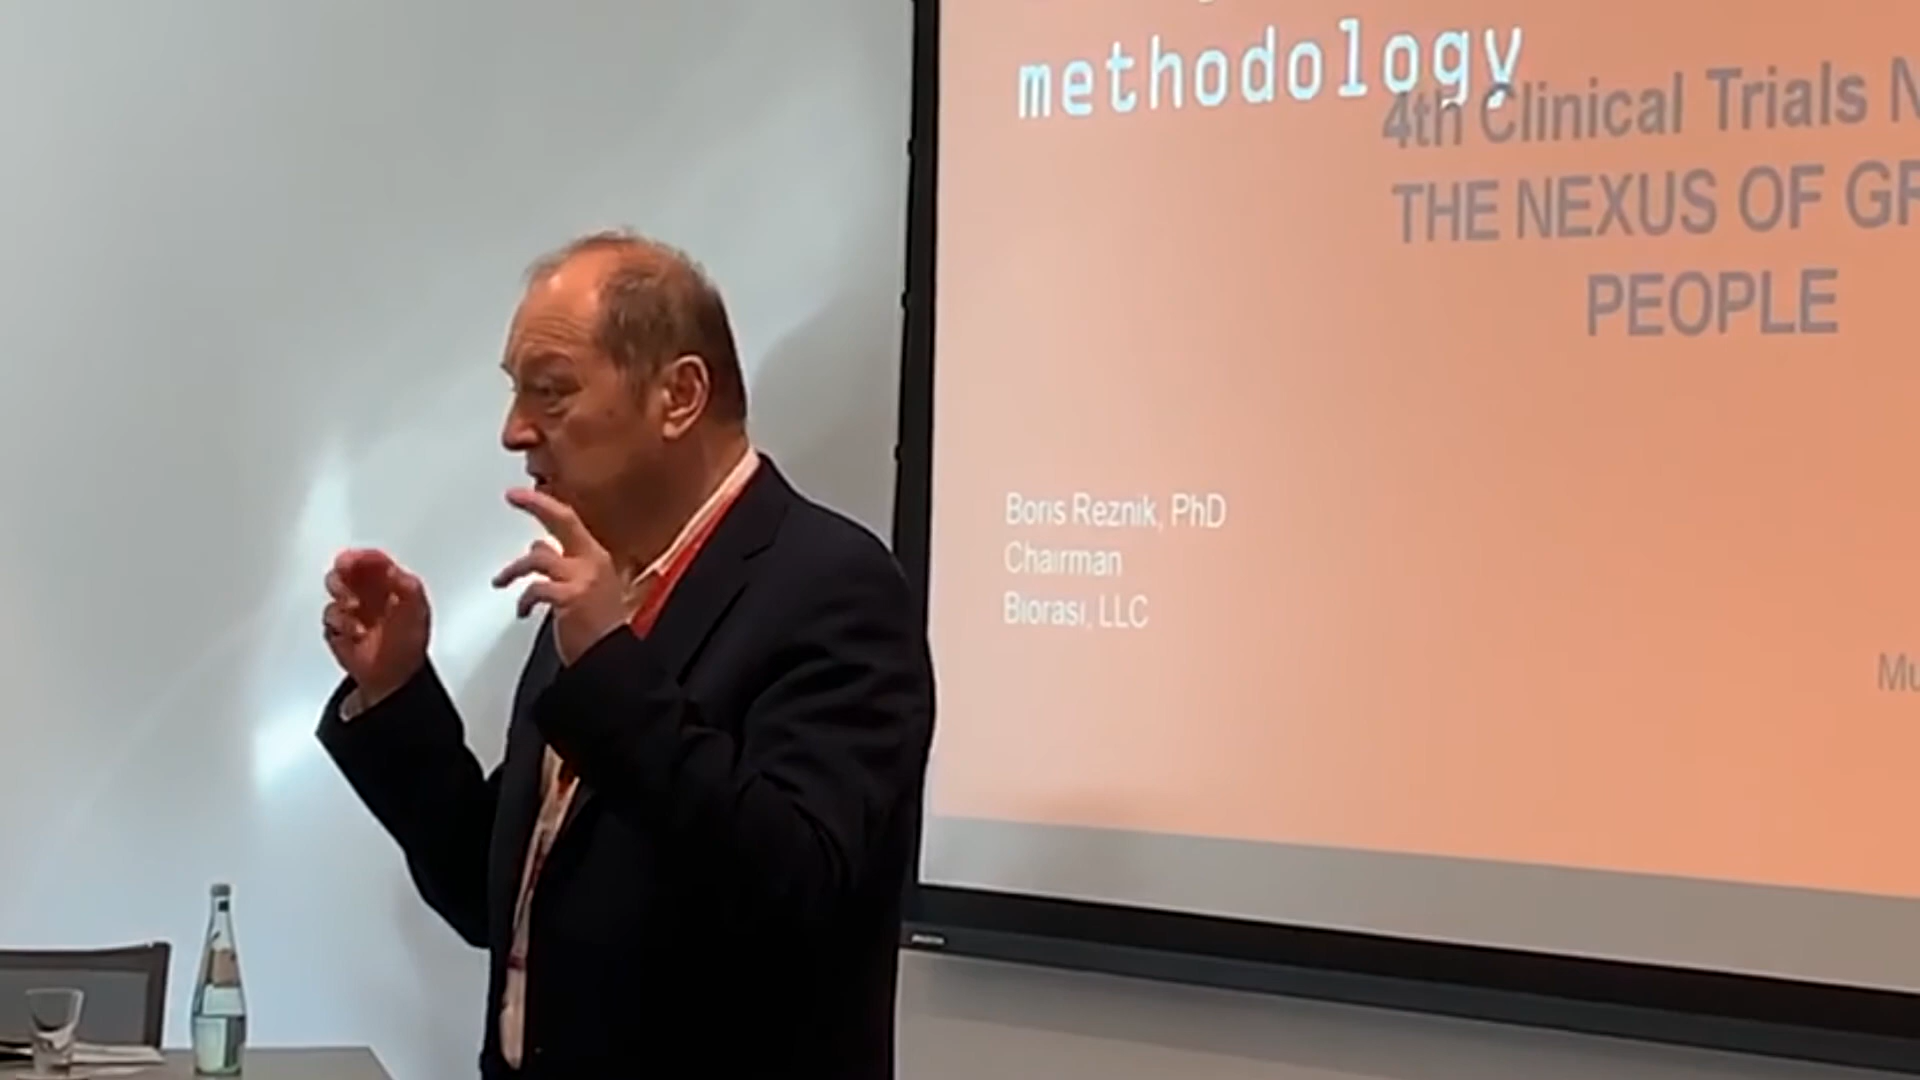 methodology
4th Clinical Trials
THE NEXUS OF
PEOPLE
Boris Reznik, PhD
Chairman
Biorasi, LLC